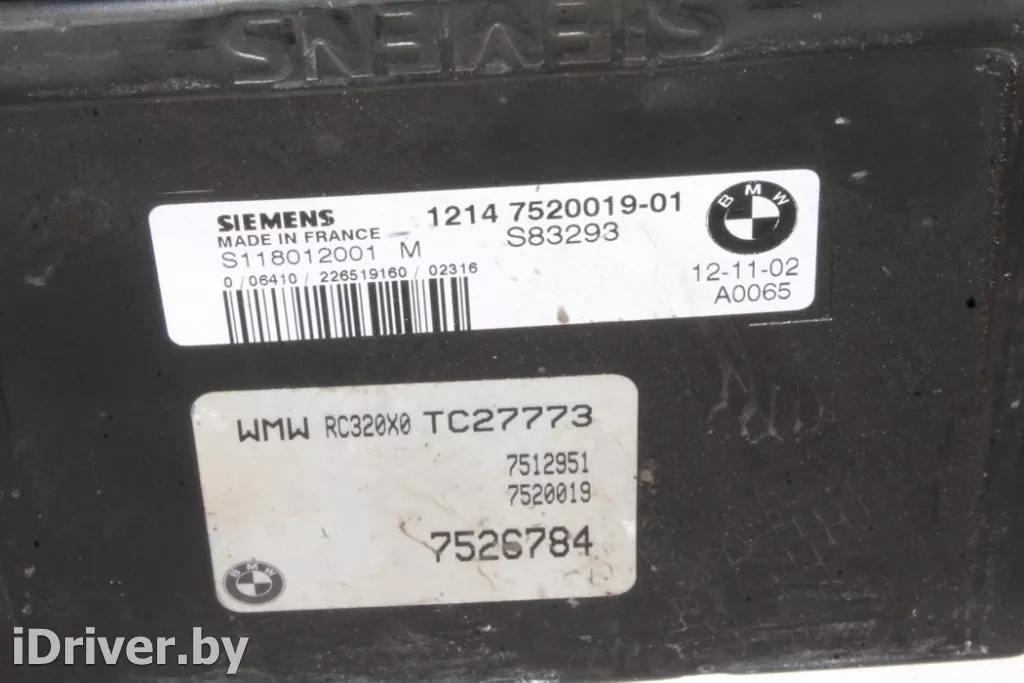 SIEMENS
SIEMENS 1214 7520019-01
MADE IN FRANCE S83293
S118012001 M
BMW
12-11-02
A0065
0 / 06410 / 226519160 / 02316
WMW RC320X0 TC27773
7512951
7520019
7526784
BMW
iDriver.by